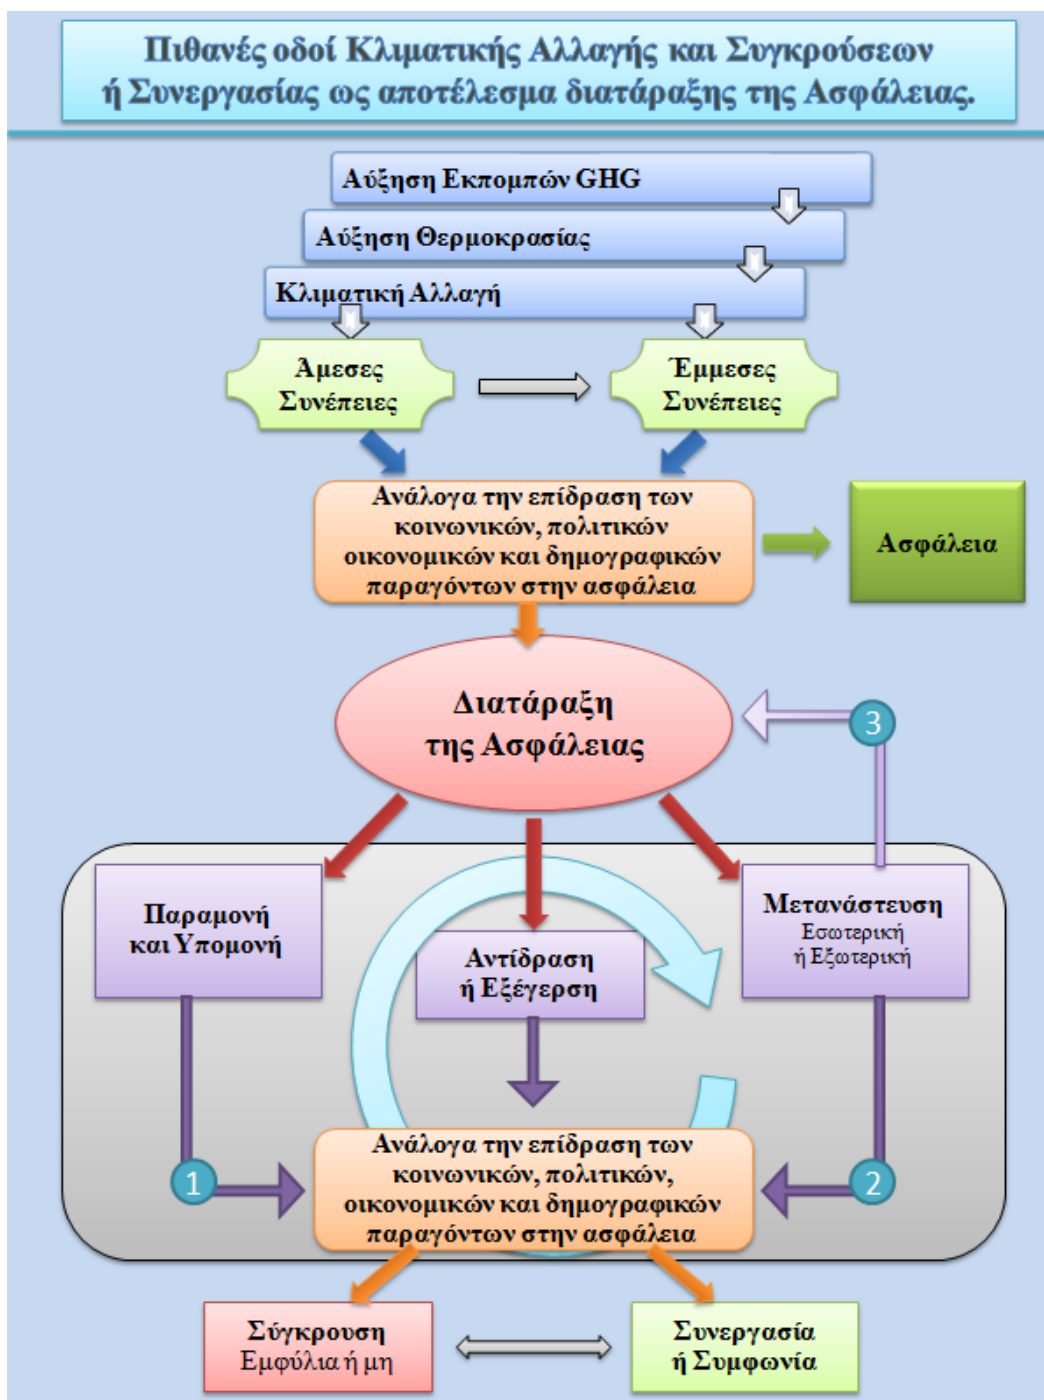 Πιθανές οδοί Κλιματικής Αλλαγής και Συγκρούσεων
ή Συνεργασίας ως αποτέλεσμα διατάραξης της Ασφάλειας.
Αύξηση Εκπομπών GHG
Αύξηση Θερμοκρασίας
Κλιματική Αλλαγή
Άμεσες
Συνέπειες
Έμμεσες
Συνέπειες
Ανάλογα την επίδραση των
κοινωνικών, πολιτικών
οικονομικών και δημογραφικών
παραγόντων στην ασφάλεια
Ασφάλεια
Διατάραξη
της Ασφάλειας
3
Παραμονή
και Υπομονή
Αντίδραση
ή Εξέγερση
Μετανάστευση
Εσωτερική
ή Εξωτερική
1
2
Ανάλογα την επίδραση των
κοινωνικών, πολιτικών,
οικονομικών και δημογραφικών
παραγόντων στην ασφάλεια
Σύγκρουση
Εμφύλια ή μη
Συνεργασία
ή Συμφωνία